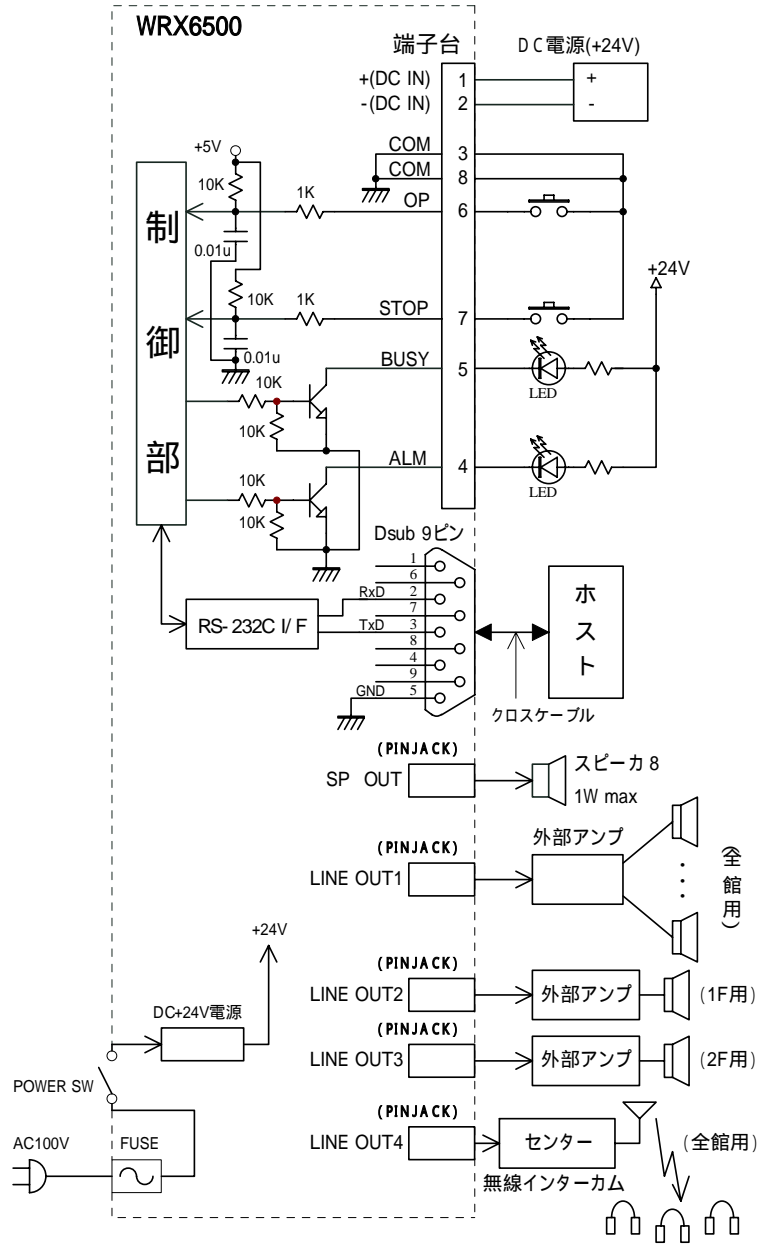 WRX6500
端子台
DC電源(+24V)
+(DC IN)
1
+
-(DC IN)
2
-
COM
3
COM
8
OP
6
+5V
10K
1K
0.01u
制御部
10K
1K
STOP
7
+24V
0.01u
BUSY
5
LED
10K
10K
ALM
4
LED
10K
10K
Dsub 9ピン
1
6
RxD
2
7
TxD
3
8
4
9
GND
5
RS-232C I/F
ホスト
クロスケーブル
(PINJACK)
SP OUT
スピーカ 8
1W max
(PINJACK)
LINE OUT1
外部アンプ
(全館用)
(PINJACK)
LINE OUT2
外部アンプ
(1F用)
(PINJACK)
LINE OUT3
外部アンプ
(2F用)
(PINJACK)
LINE OUT4
センター
無線インターカム
(全館用)
+24V
DC+24V電源
POWER SW
AC100V
FUSE